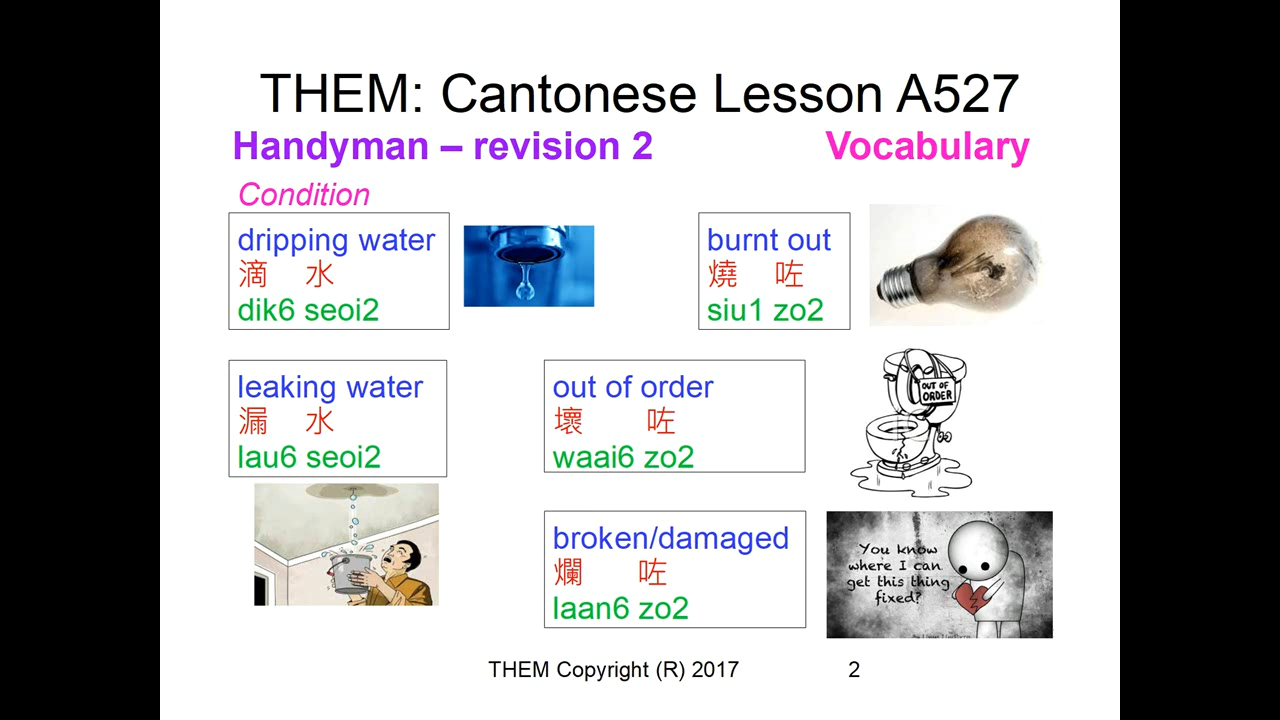 THEM: Cantonese Lesson A527
Handyman – revision 2 Vocabulary
Condition
dripping water
滴 水
dik6 seoi2
burnt out
燒 咗
siu1 zo2
leaking water
漏 水
lau6 seoi2
out of order
壞 咗
waai6 zo2
OUT OF
ORDER
broken/damaged
爛 咗
laan6 zo2
You know
where I can
get this thing
fixed?
THEM Copyright (R) 2017 2